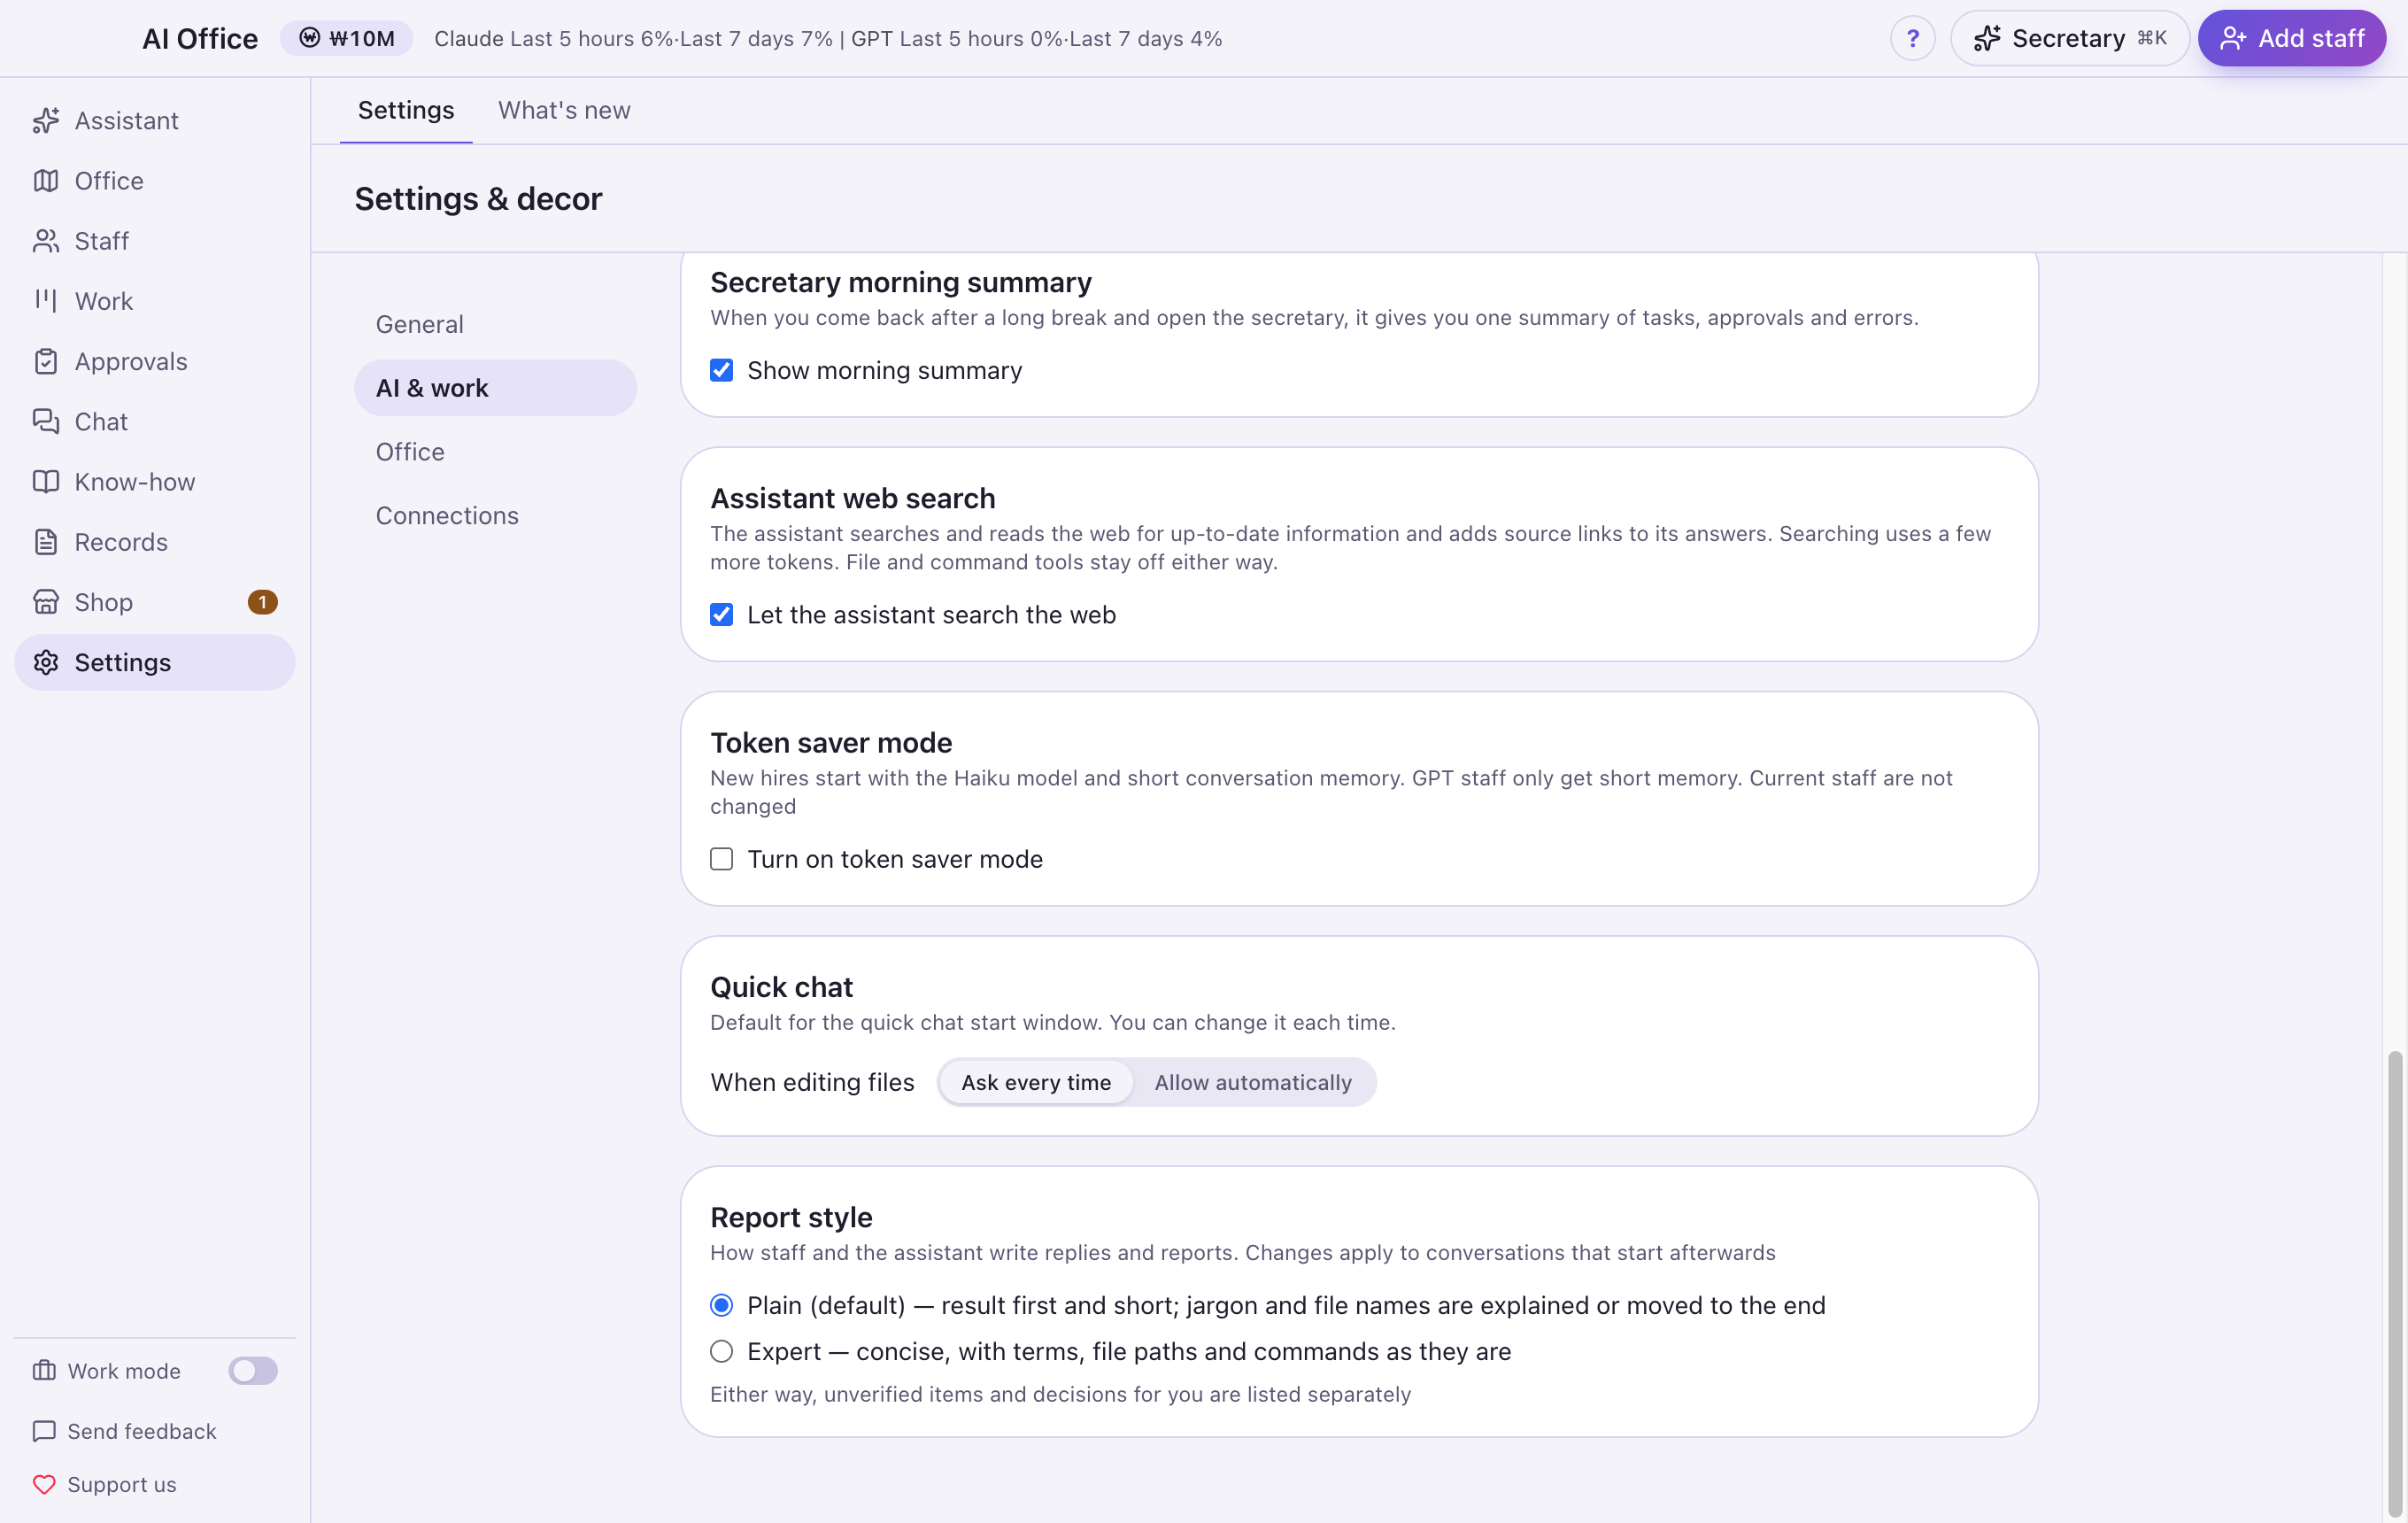 AI Office
₩10M
Claude Last 5 hours 6%·Last 7 days 7% | GPT Last 5 hours 0%·Last 7 days 4%
?
Secretary ⌘K
Add staff
Assistant
Office
Staff
Work
Approvals
Chat
Know-how
Records
Shop 1
Settings
Work mode
Send feedback
Support us
Settings
What's new
Settings & decor
General
AI & work
Office
Connections
Secretary morning summary
When you come back after a long break and open the secretary, it gives you one summary of tasks, approvals and errors.
Show morning summary
Assistant web search
The assistant searches and reads the web for up-to-date information and adds source links to its answers. Searching uses a few
more tokens. File and command tools stay off either way.
Let the assistant search the web
Token saver mode
New hires start with the Haiku model and short conversation memory. GPT staff only get short memory. Current staff are not
changed
Turn on token saver mode
Quick chat
Default for the quick chat start window. You can change it each time.
When editing files Ask every time Allow automatically
Report style
How staff and the assistant write replies and reports. Changes apply to conversations that start afterwards
Plain (default) — result first and short; jargon and file names are explained or moved to the end
Expert — concise, with terms, file paths and commands as they are
Either way, unverified items and decisions for you are listed separately